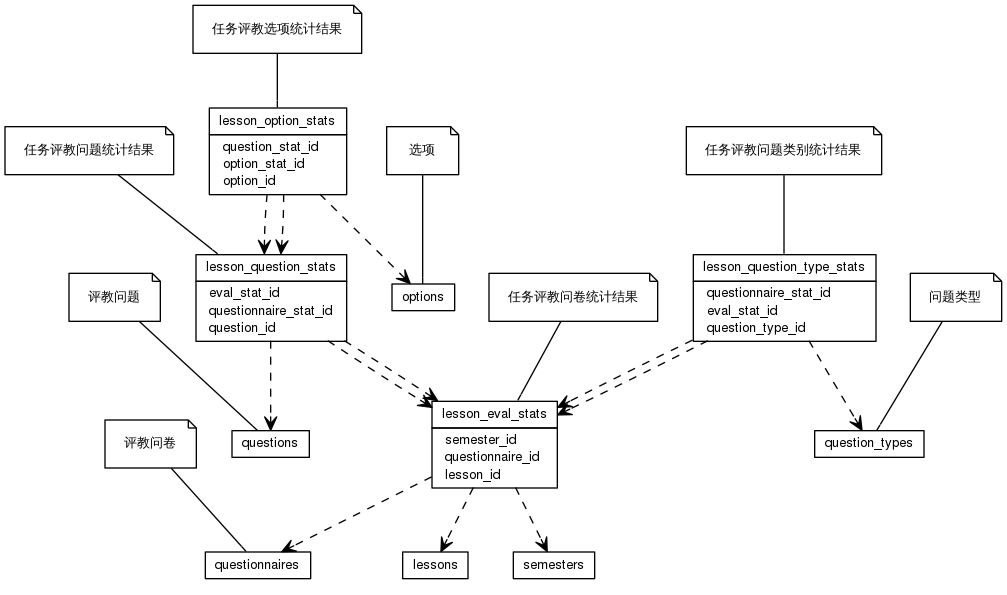 任务评教选项统计结果
lesson_option_stats
question_stat_id
option_stat_id
option_id
任务评教问题统计结果
选项
任务评教问题类别统计结果
lesson_question_stats
eval_stat_id
questionnaire_stat_id
question_id
评教问题
options
任务评教问卷统计结果
lesson_question_type_stats
questionnaire_stat_id
eval_stat_id
question_type_id
问题类型
lesson_eval_stats
semester_id
questionnaire_id
lesson_id
评教问卷
questions
question_types
questionnaires
lessons
semesters